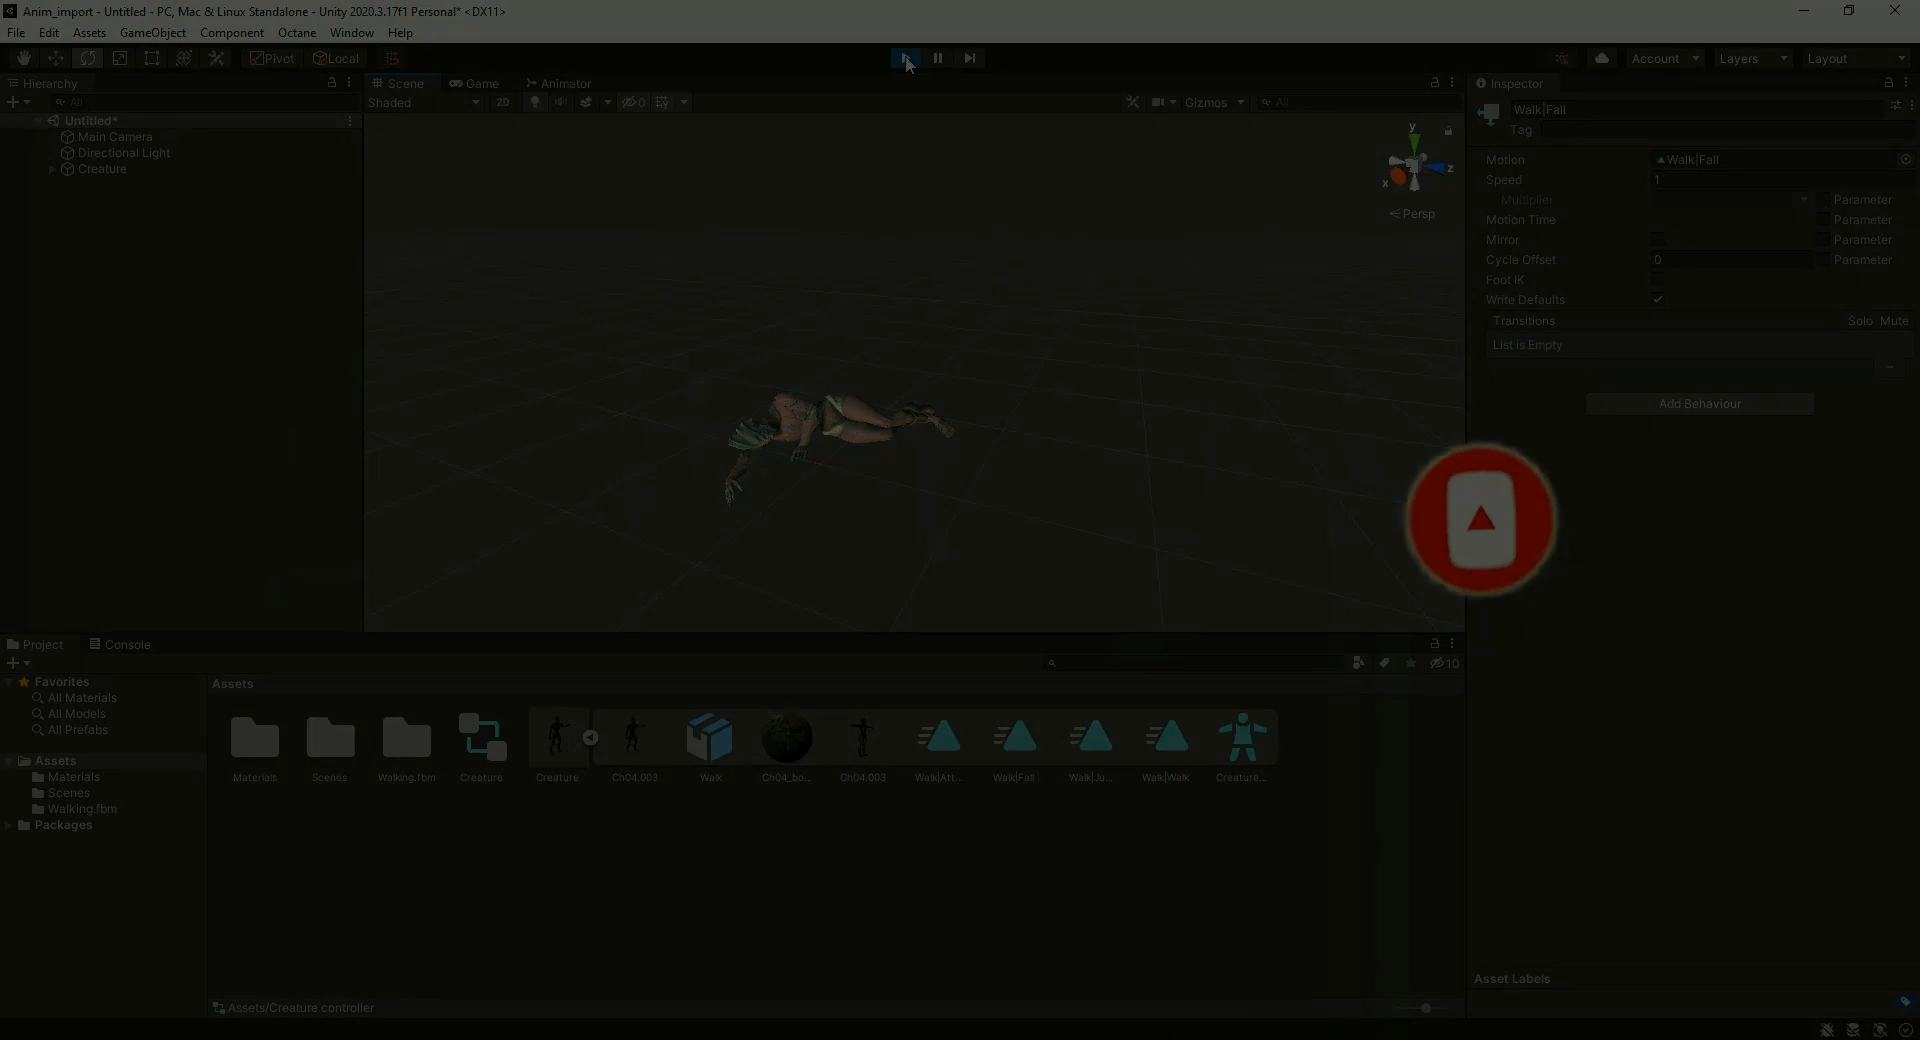 Anim_import - Untitled - PC, Mac & Linux Standalone - Unity 2020.3.17f1 Personal* <DX11>
File Edit Assets GameObject Component Octane Window Help
Pivot Local
Account Layers Layout
Hierarchy
Scene Game Animator
Inspector
All
Shaded 2D 0 Gizmos All
Untitled*
Main Camera
Directional Light
Creature
y
z
x
Persp
Walk|Fall
Tag
Motion Walk|Fall
Speed 1
Multiplier Parameter
Motion Time Parameter
Mirror Parameter
Cycle Offset 0 Parameter
Foot IK
Write Defaults
Transitions Solo Mute
List is Empty
Add Behaviour
Project Console
10
Favorites
All Materials
All Models
All Prefabs
Assets
Materials
Scenes
Walking.fbm
Packages
Assets
Materials Scenes Walking.fbm Creature Creature Ch04.003 Walk Ch04_bo... Ch04.003 Walk|Att... Walk|Fall Walk|Ju... Walk|Walk Creature...
Assets/Creature.controller
Asset Labels